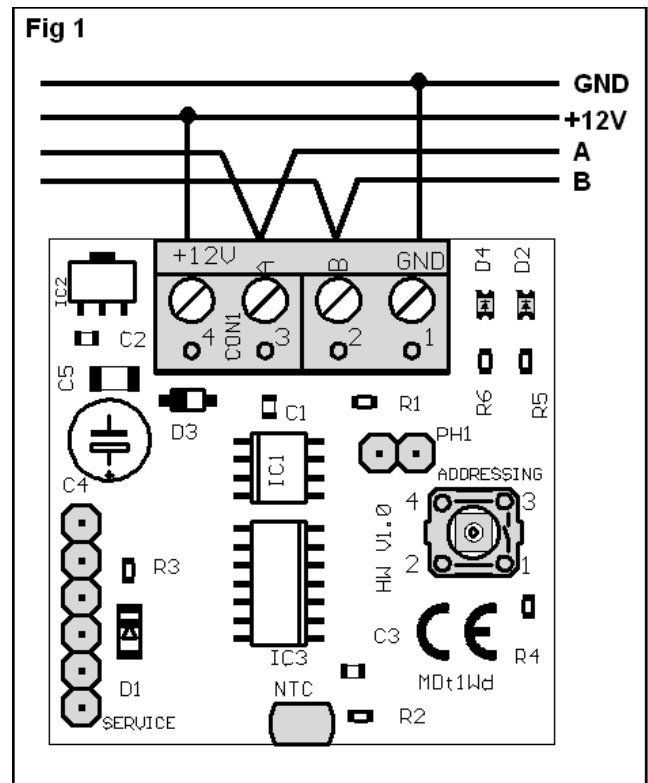 Fig 1
GND
+12V
A
B
+12V A B GND
4 CON1 3 2 1
D4 D2
IC2
C2
C5
D3
C1
R1
R6 R5
PH1
IC1
ADDRESSING
C4
4 3
HW V1.0
2 1
R3
C3
CE
R4
IC3
MDt1Wd
D1
NTC
R2
SERVICE